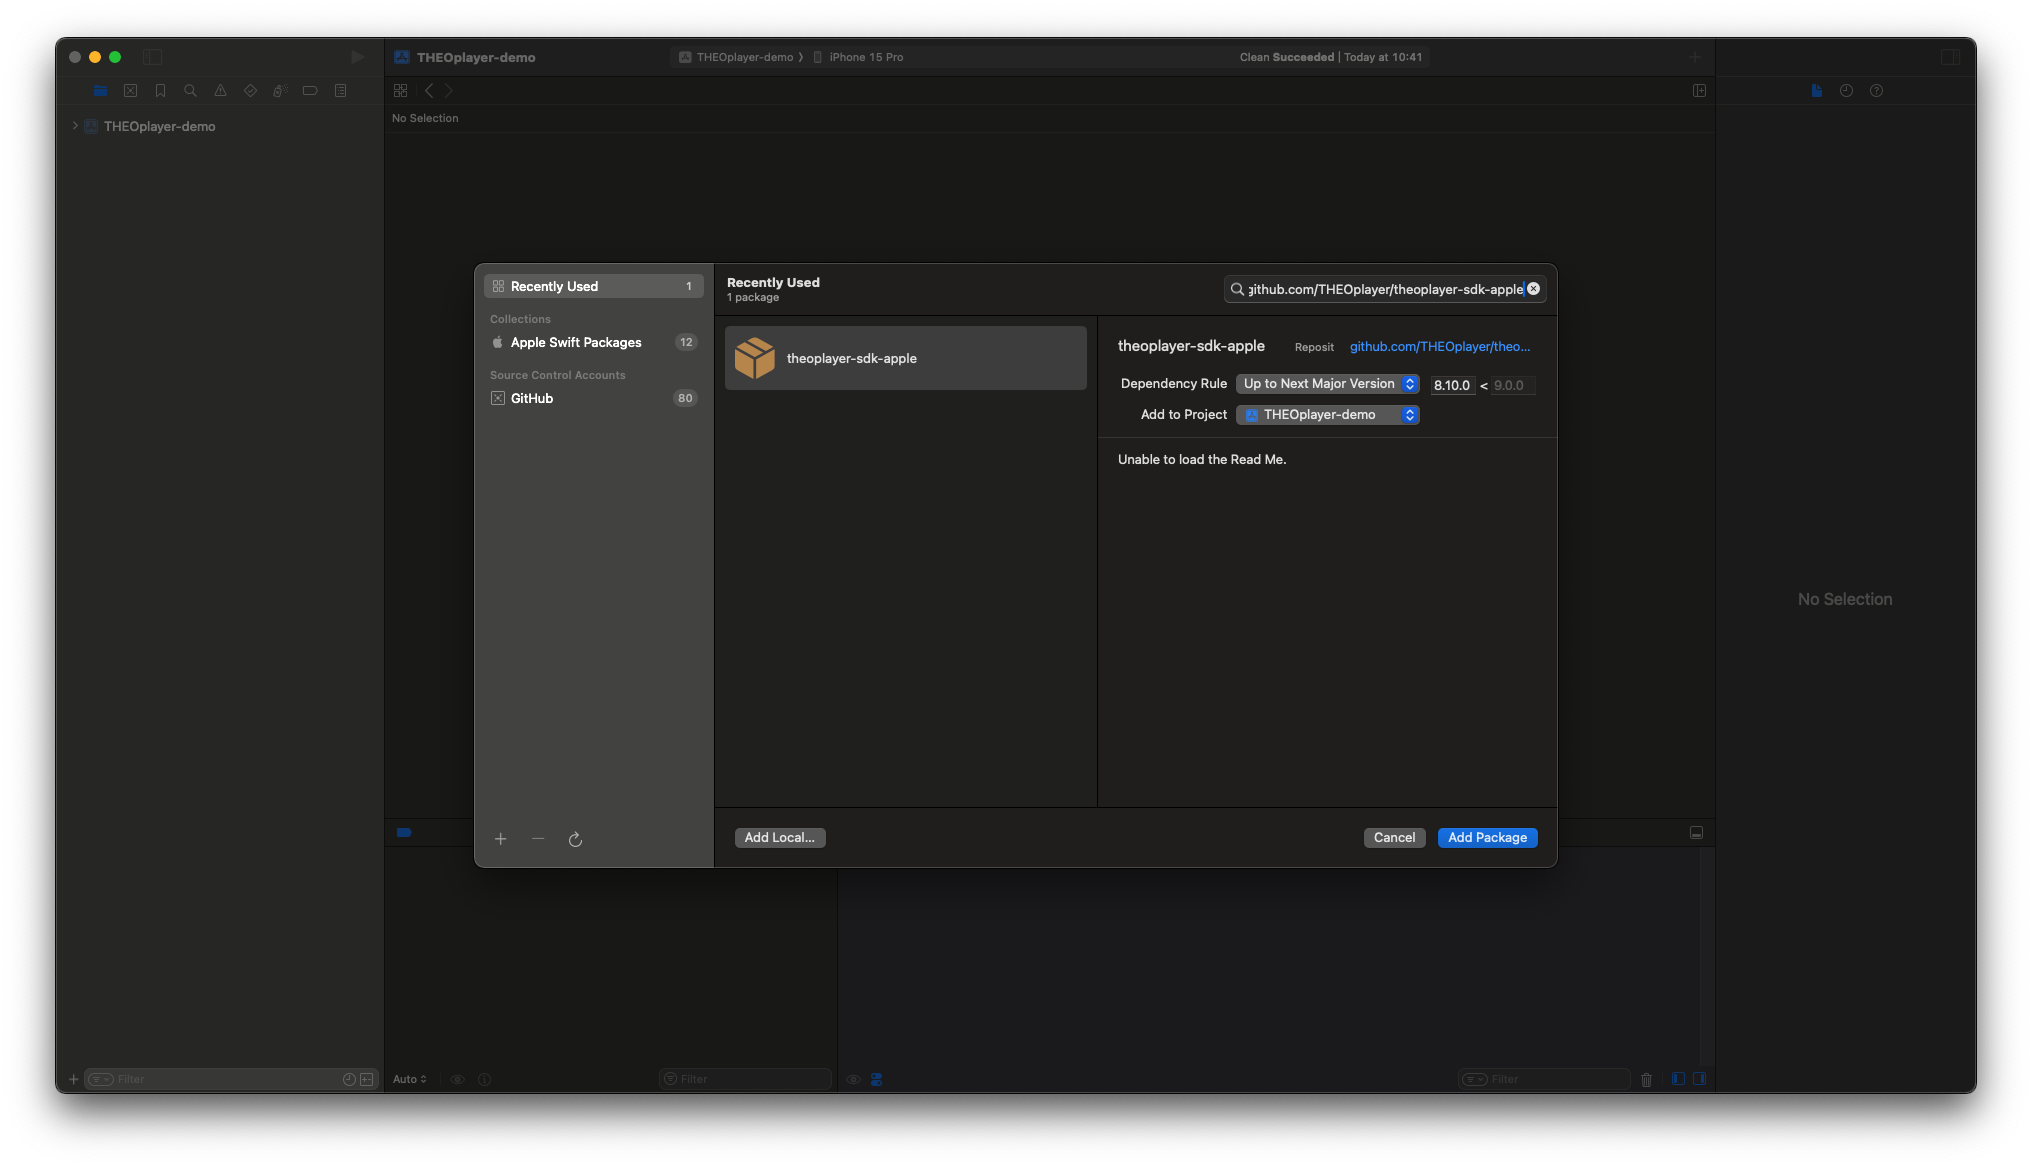 THEOplayer-demo
THEOplayer-demo
iPhone 15 Pro
Clean Succeeded | Today at 10:41
THEOplayer-demo
No Selection
Recently Used
1
Collections
Apple Swift Packages
12
Source Control Accounts
GitHub
80
Recently Used
1 package
github.com/THEOplayer/theoplayer-sdk-apple
theoplayer-sdk-apple
theoplayer-sdk-apple
Reposit
github.com/THEOplayer/theo...
Dependency Rule
Up to Next Major Version
8.10.0 < 9.0.0
Add to Project
THEOplayer-demo
Unable to load the Read Me.
No Selection
Add Local...
Cancel
Add Package
Filter
Auto
Filter
Filter